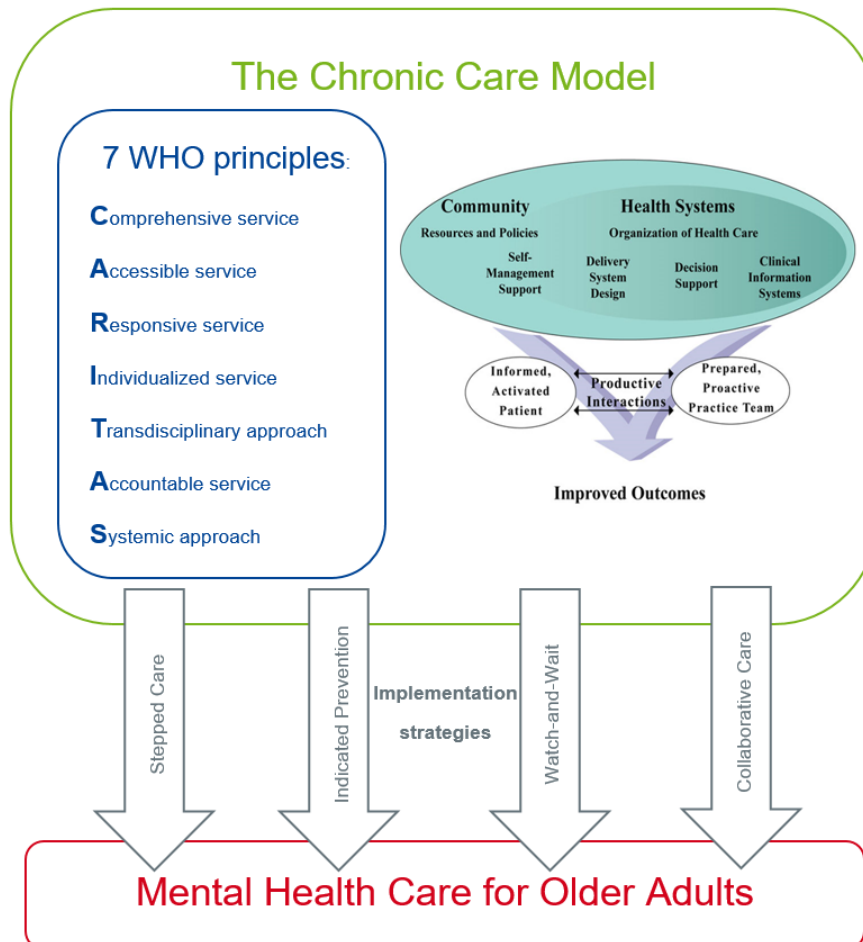 The Chronic Care Model
7 WHO principles:
Comprehensive service
Accessible service
Responsive service
Individualized service
Transdisciplinary approach
Accountable service
Systemic approach
Community
Resources and Policies
Health Systems
Organization of Health Care
Self-
Management
Support
Delivery
System
Design
Decision
Support
Clinical
Information
Systems
Informed,
Activated
Patient
Productive
Interactions
Prepared,
Proactive
Practice Team
Improved Outcomes
Stepped Care
Indicated Prevention
Implementation
strategies
Watch-and-Wait
Collaborative Care
Mental Health Care for Older Adults